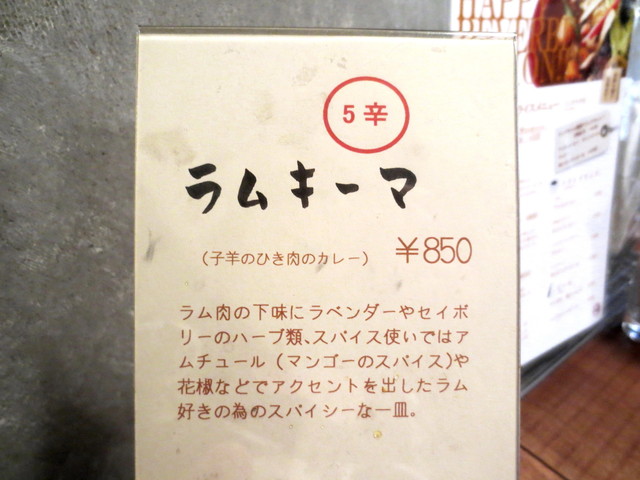 5辛
ラムキーマ
（子羊のひき肉のカレー）
￥850
ラム肉の下味にラベンダーやセイボ
リーのハーブ類、スパイス使いではア
ムチュール（マンゴーのスパイス）や
花椒などでアクセントを出したラム
好きの為のスパイシーな一皿。
HAPPY